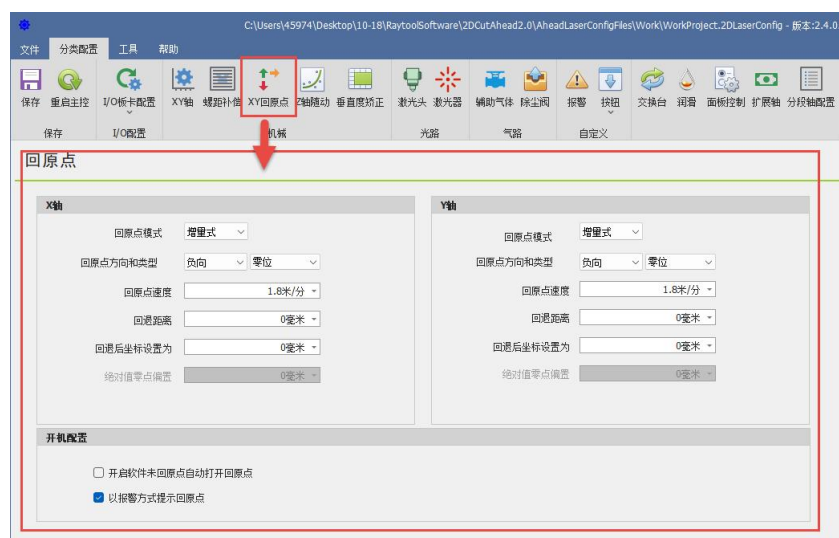 C:\Users\45974\Desktop\10-18\RaytoolSoftware\2DCutAhead2.0\AheadLaserConfigFiles\Work\WorkProject.2DLaserConfig - 版本:2.4.0
文件 分类配置 工具 帮助
保存 重启主控 I/O板卡配置 XY轴 螺距补偿 XY回原点 Z轴随动 垂直度矫正 激光头 激光器 辅助气体 除尘阀 报警 按钮 交换台 润滑 面板控制 扩展轴 分段轴配置
保存 I/O配置 机械 光路 气路 自定义
回原点
X轴 Y轴
回原点模式 增量式 回原点模式 增量式
回原点方向和类型 负向 零位 回原点方向和类型 负向 零位
回原点速度 1.8米/分 回原点速度 1.8米/分
回退距离 0毫米 回退距离 0毫米
回退后坐标设置为 0毫米 回退后坐标设置为 0毫米
绝对值零点偏置 0毫米 绝对值零点偏置 0毫米
开机配置
开启软件未回原点自动打开回原点
以报警方式提示回原点